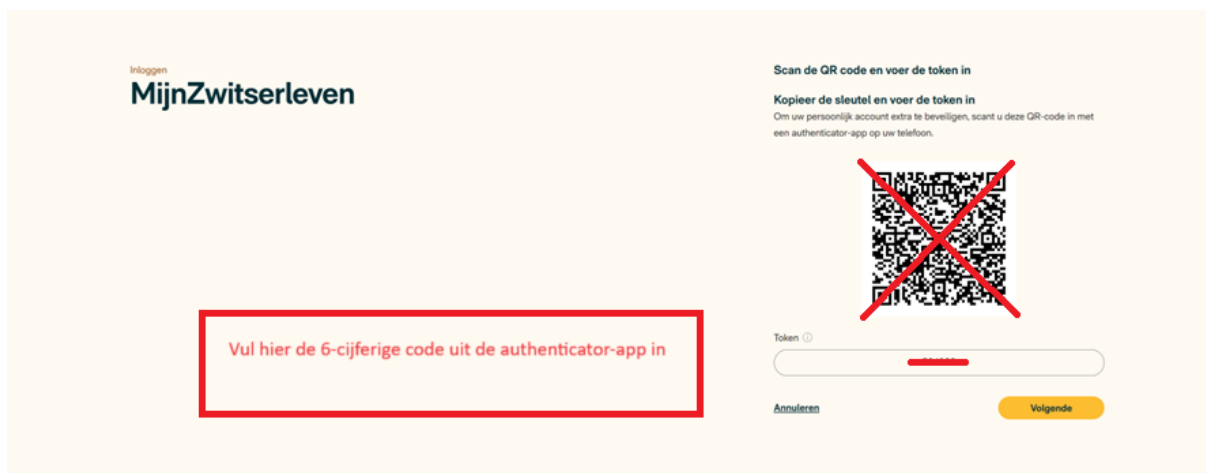 Inloggen
MijnZwitserleven
Scan de QR code en voer de token in
Kopieer de sleutel en voer de token in
Om uw persoonlijk account extra te beveiligen, scant u deze QR-code in met
een authenticator-app op uw telefoon.
Vul hier de 6-cijferige code uit de authenticator-app in
Token
Annuleren
Volgende